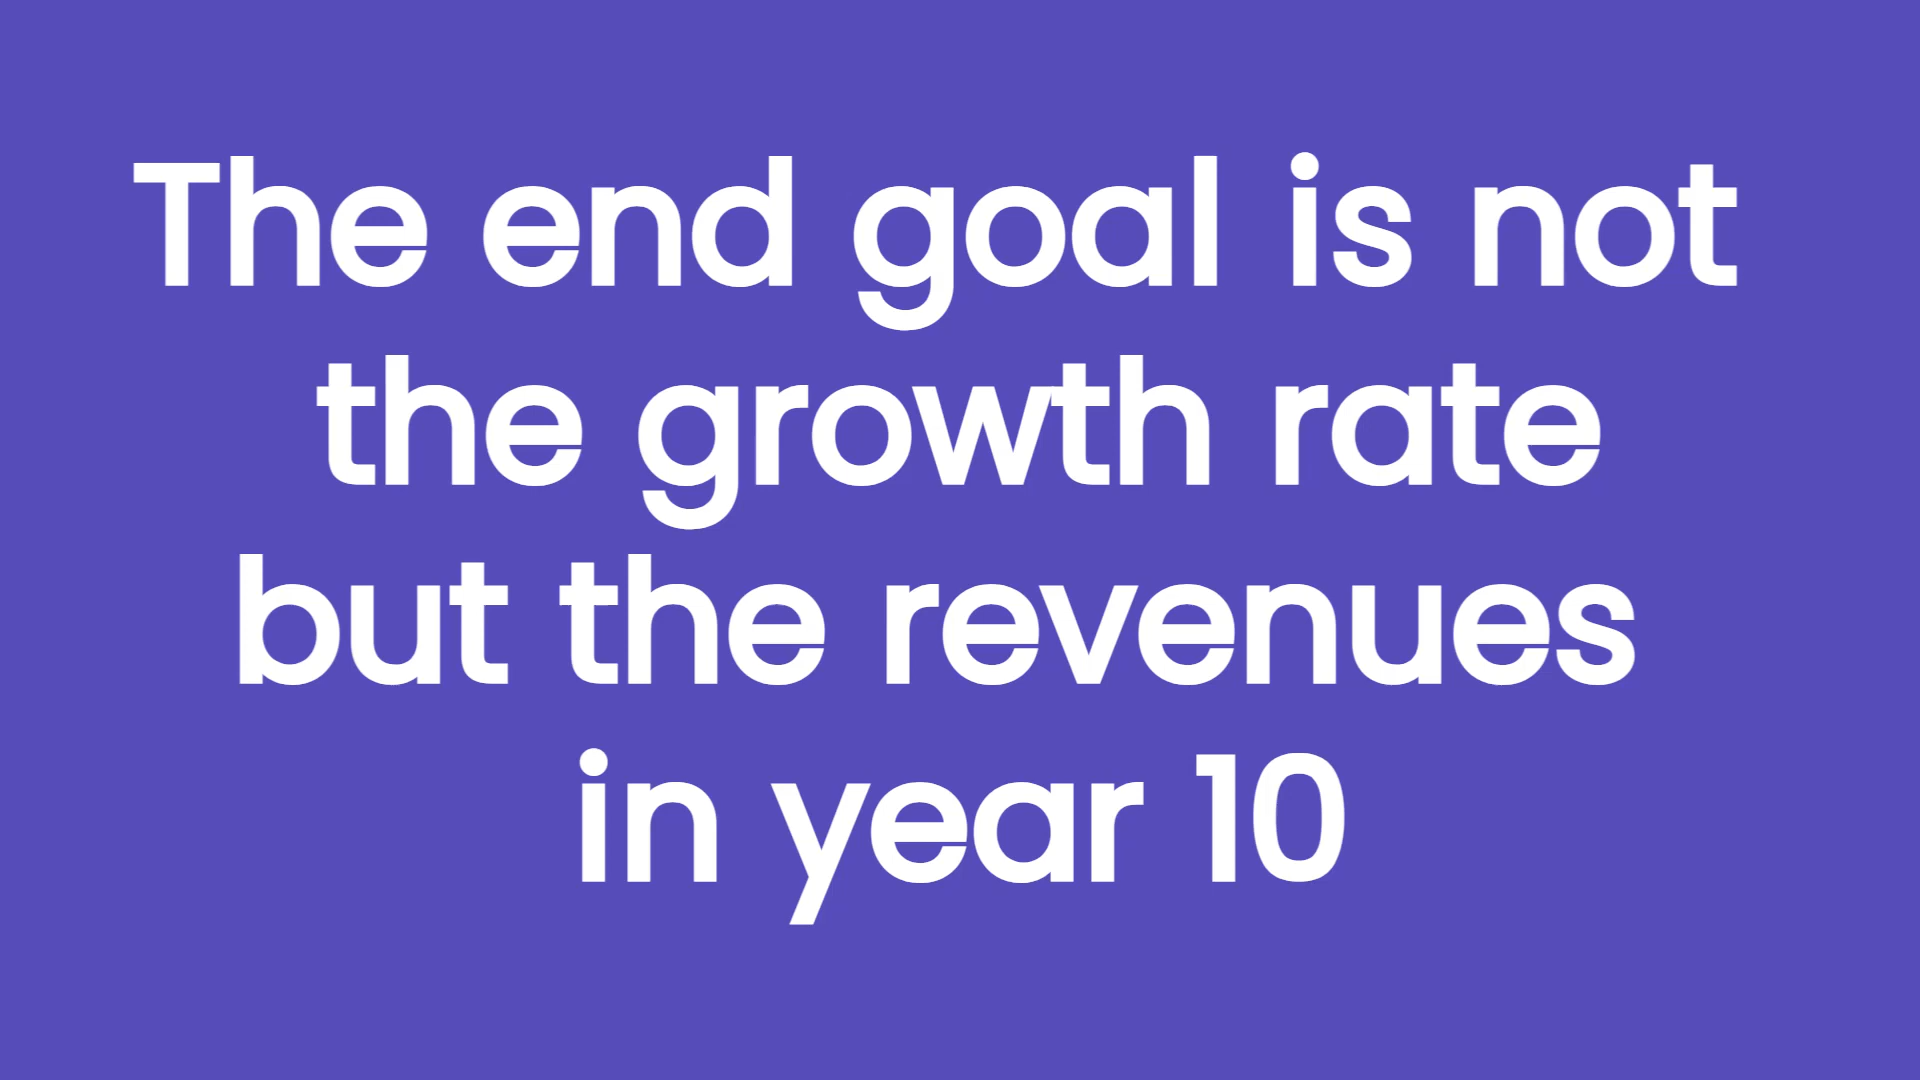 The end goal is not
the growth rate
but the revenues
in year 10